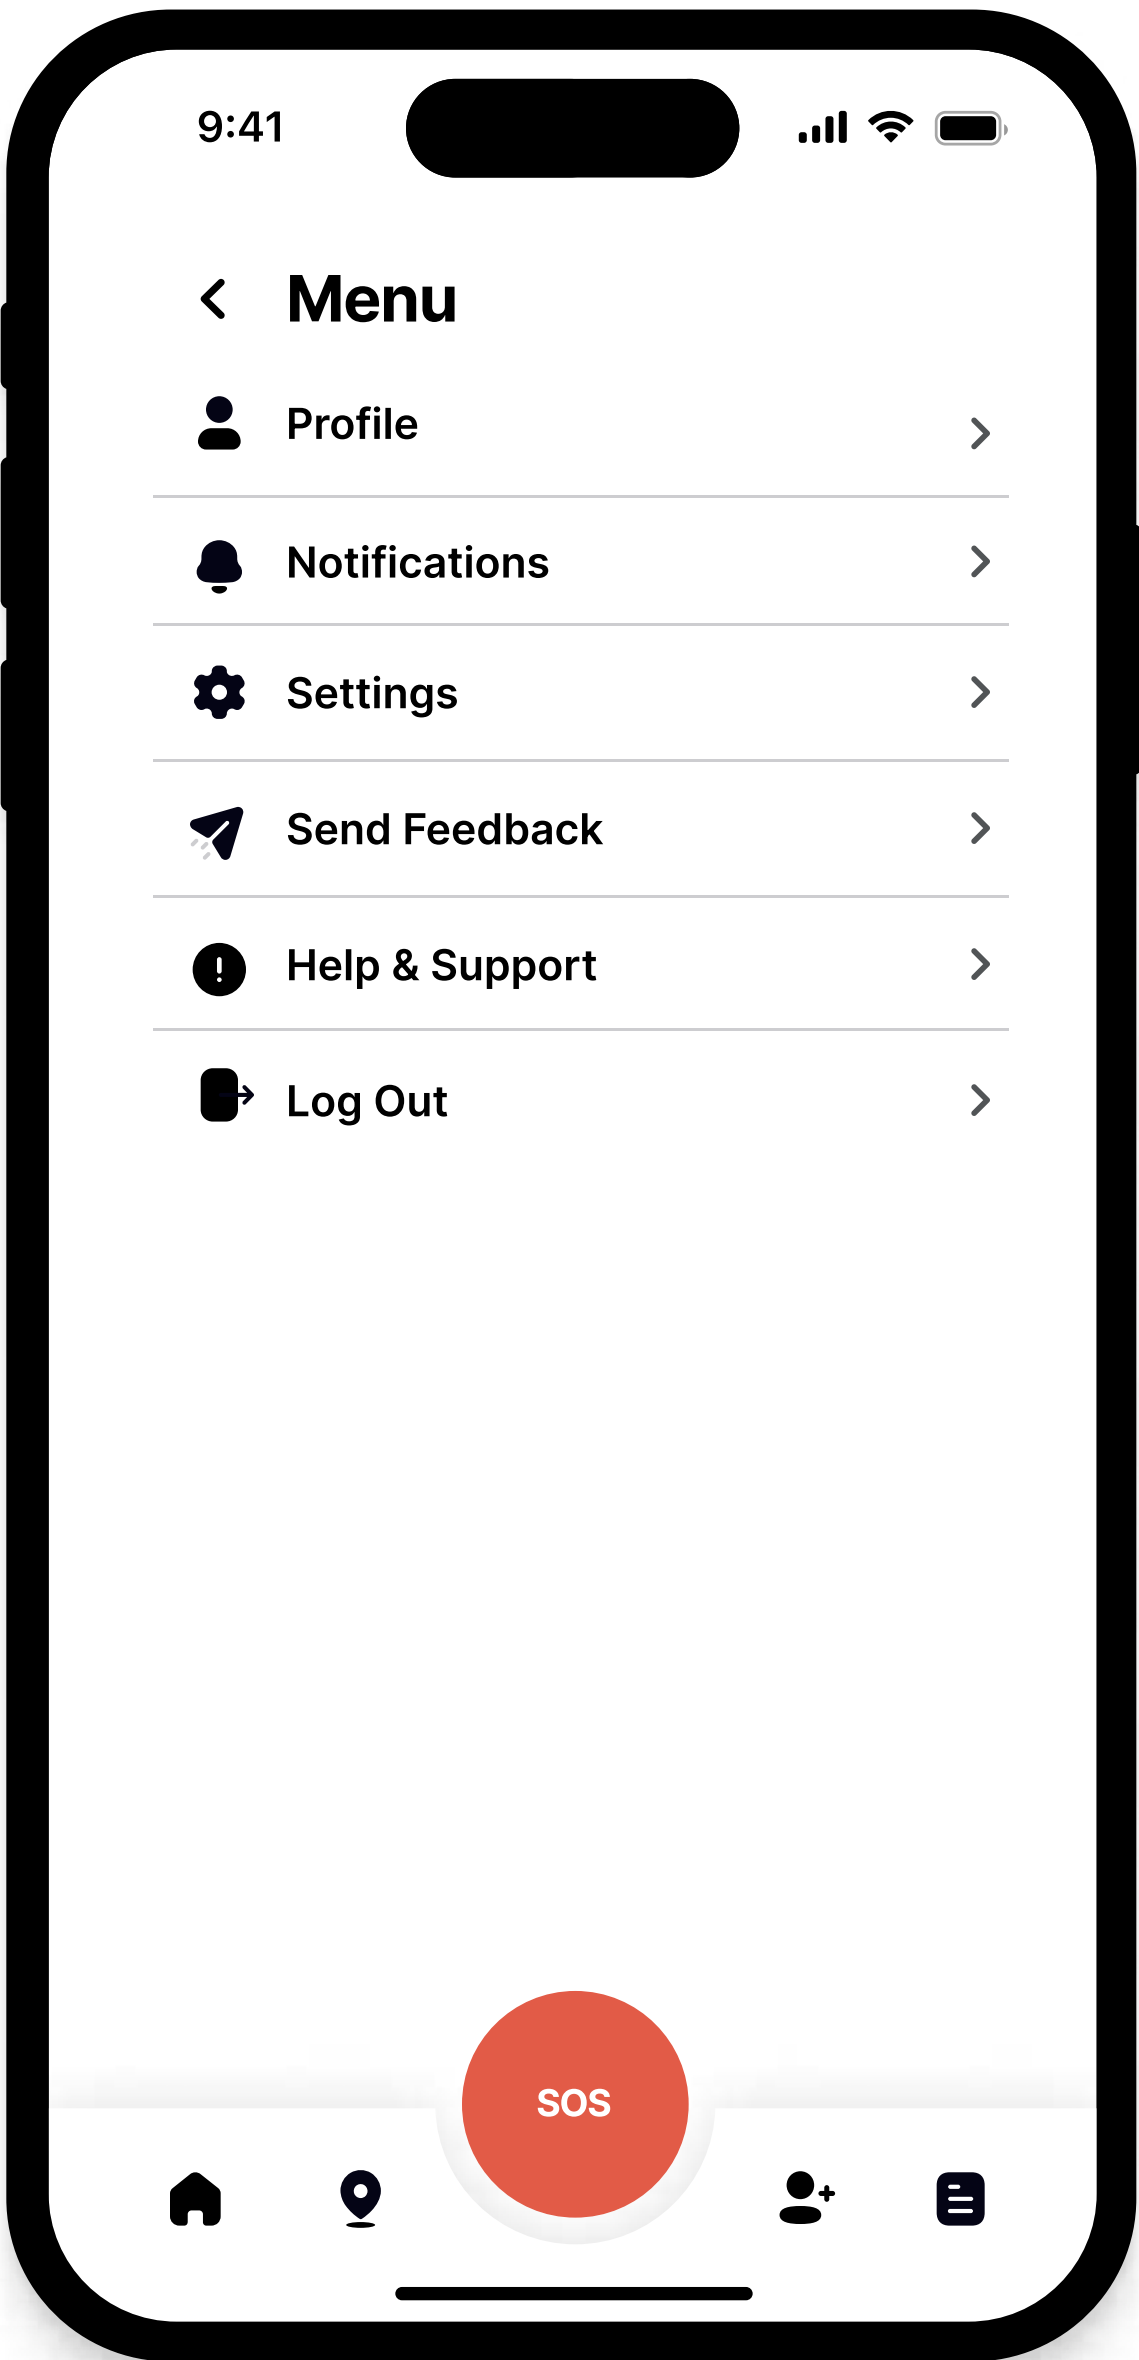 9:41
Menu
Profile
Notifications
Settings
Send Feedback
Help & Support
Log Out
SOS